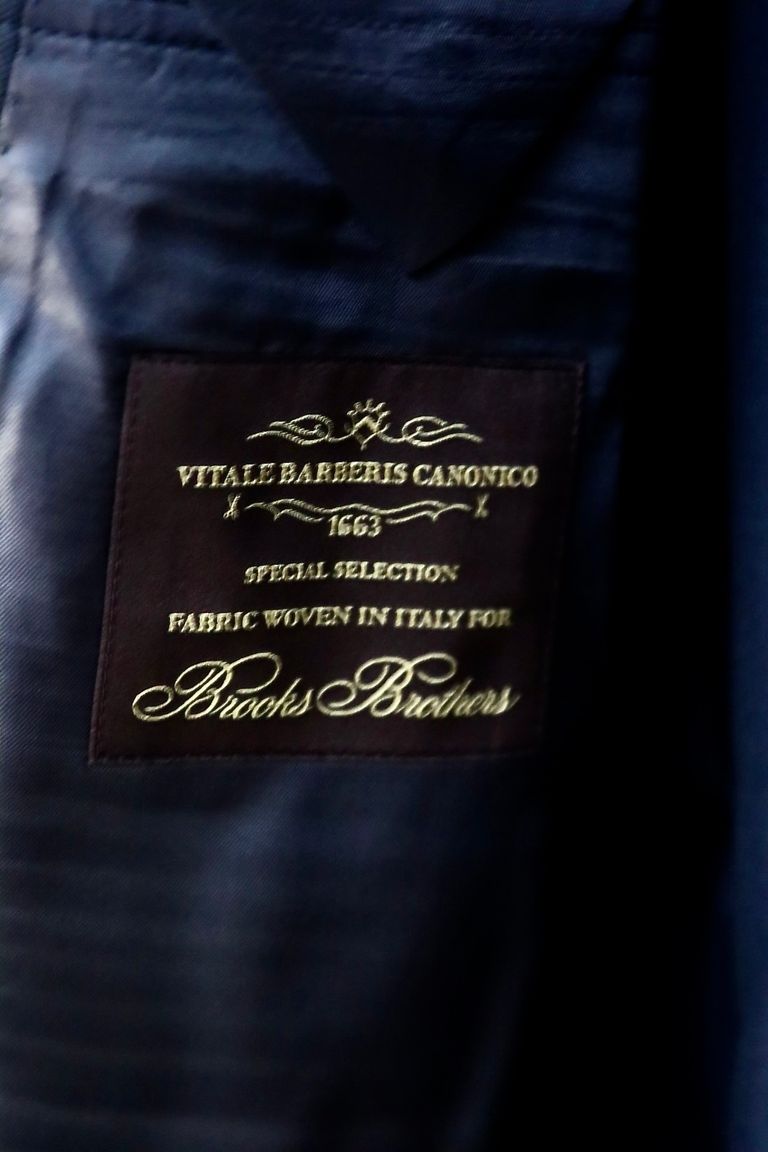 VITALE BARBERIS CANONICO
1663
SPECIAL SELECTION
FABRIC WOVEN IN ITALY FOR
Brooks Brothers